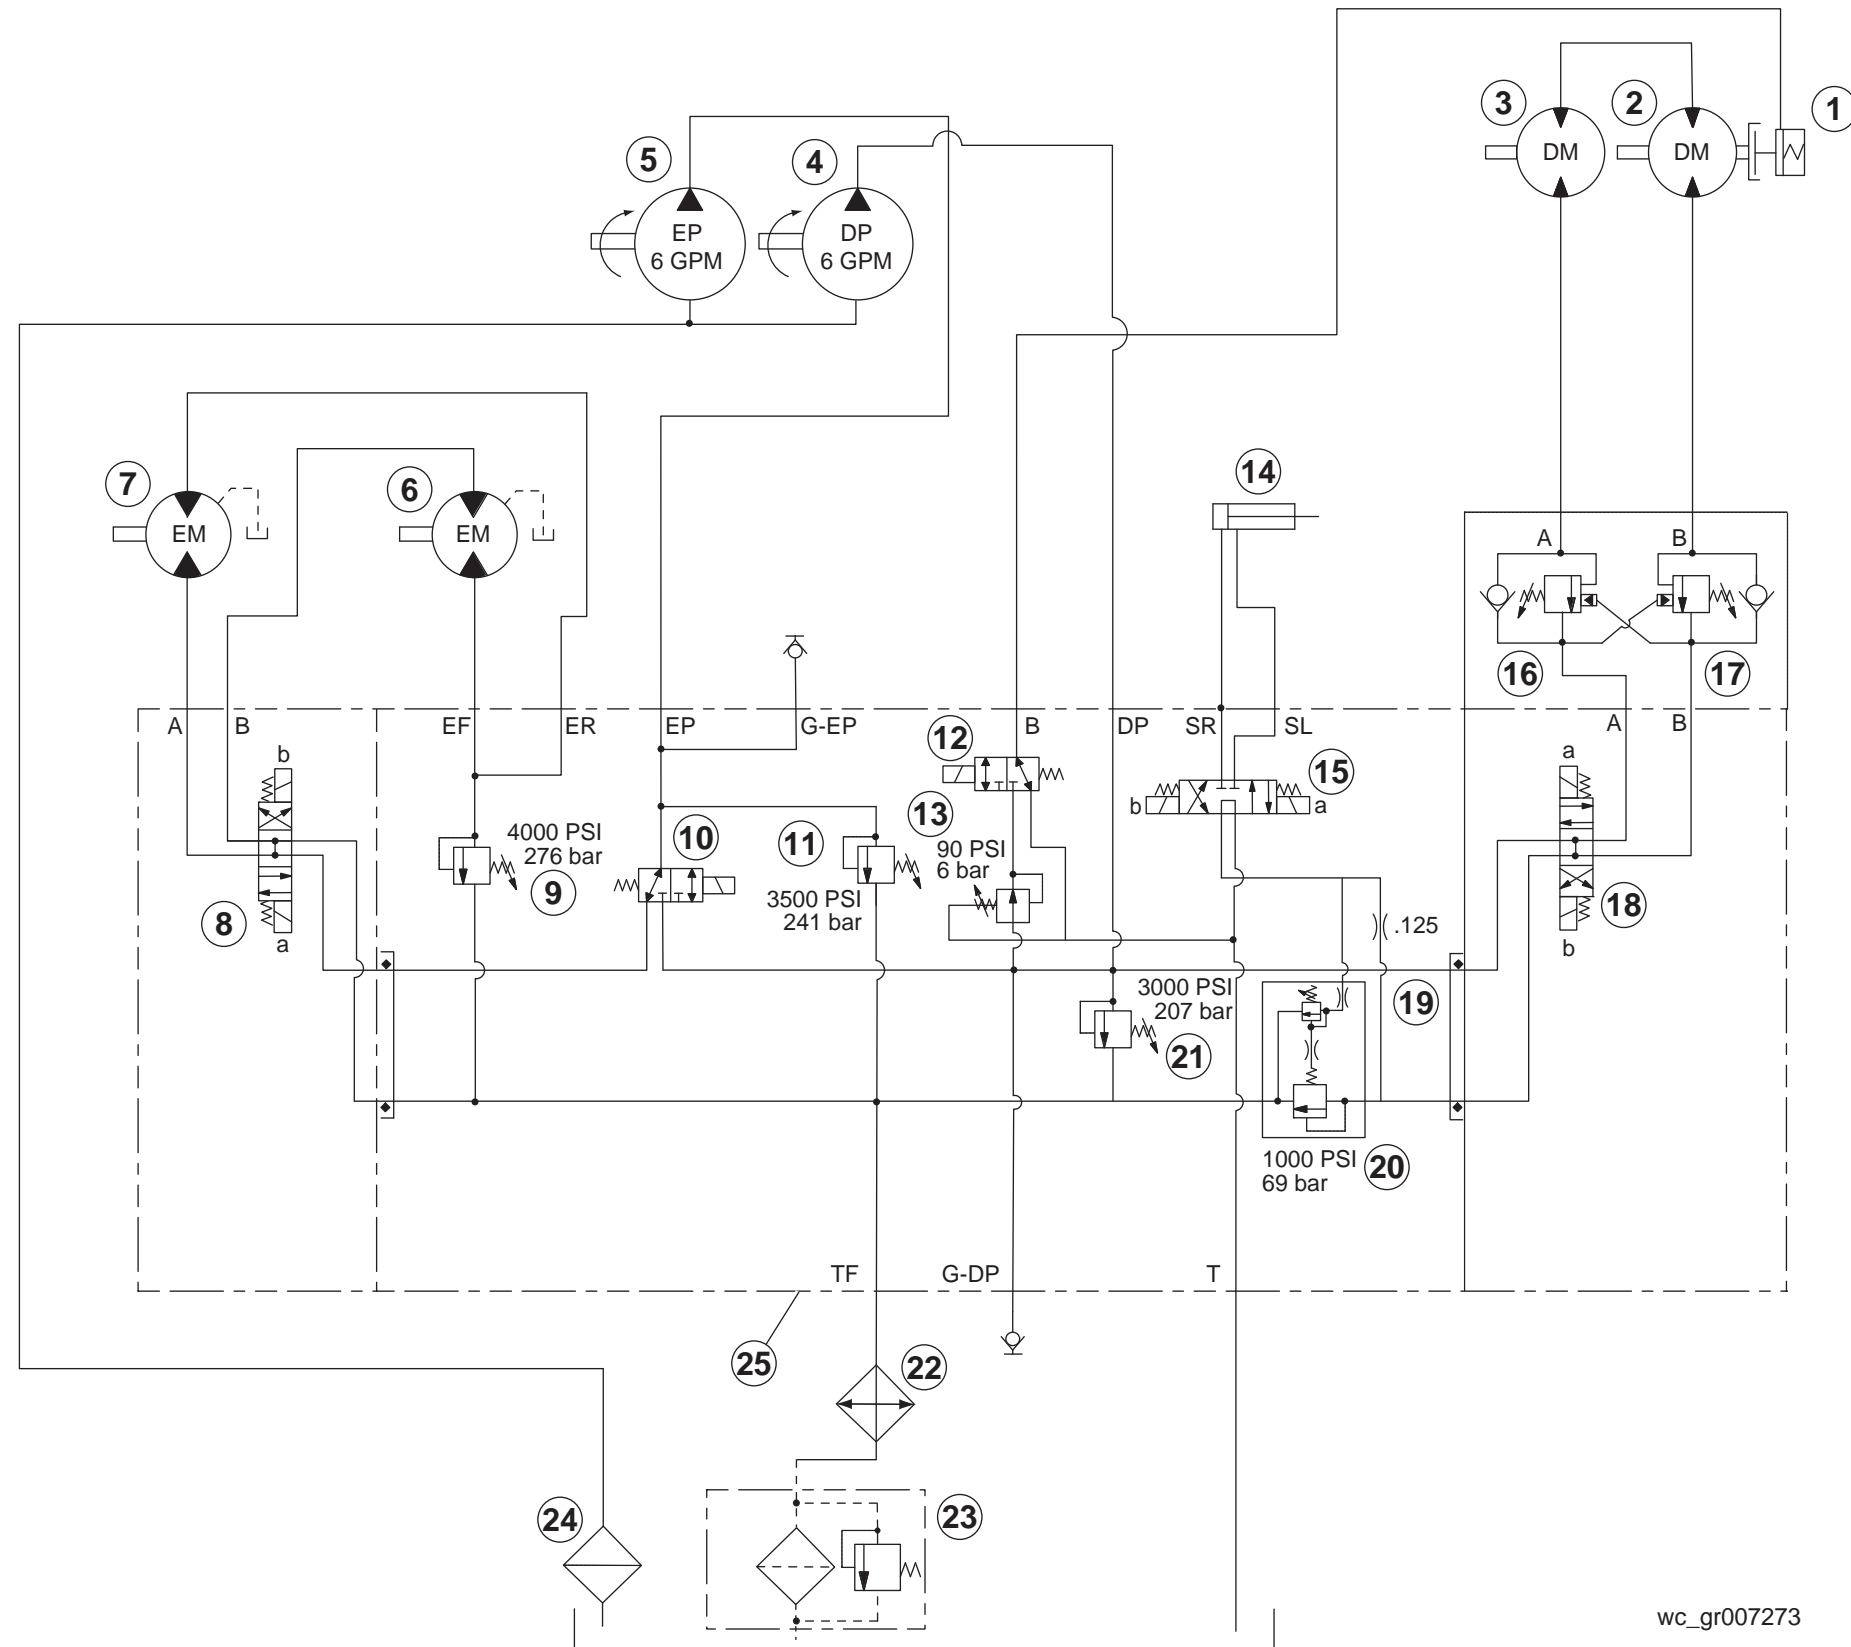 3
2
1
DM
DM
5
4
EP
6 GPM
DP
6 GPM
7
6
14
EM
EM
A
B
16
17
A
B
EF
ER
EP
G-EP
12
B
DP
SR
SL
A
B
b
a
b
a
15
a
b
8
a
18
4000 PSI
276 bar
9
10
11
3500 PSI
241 bar
13
90 PSI
6 bar
.125
3000 PSI
207 bar
21
19
1000 PSI
69 bar
20
TF
G-DP
T
25
22
24
23
wc_gr007273